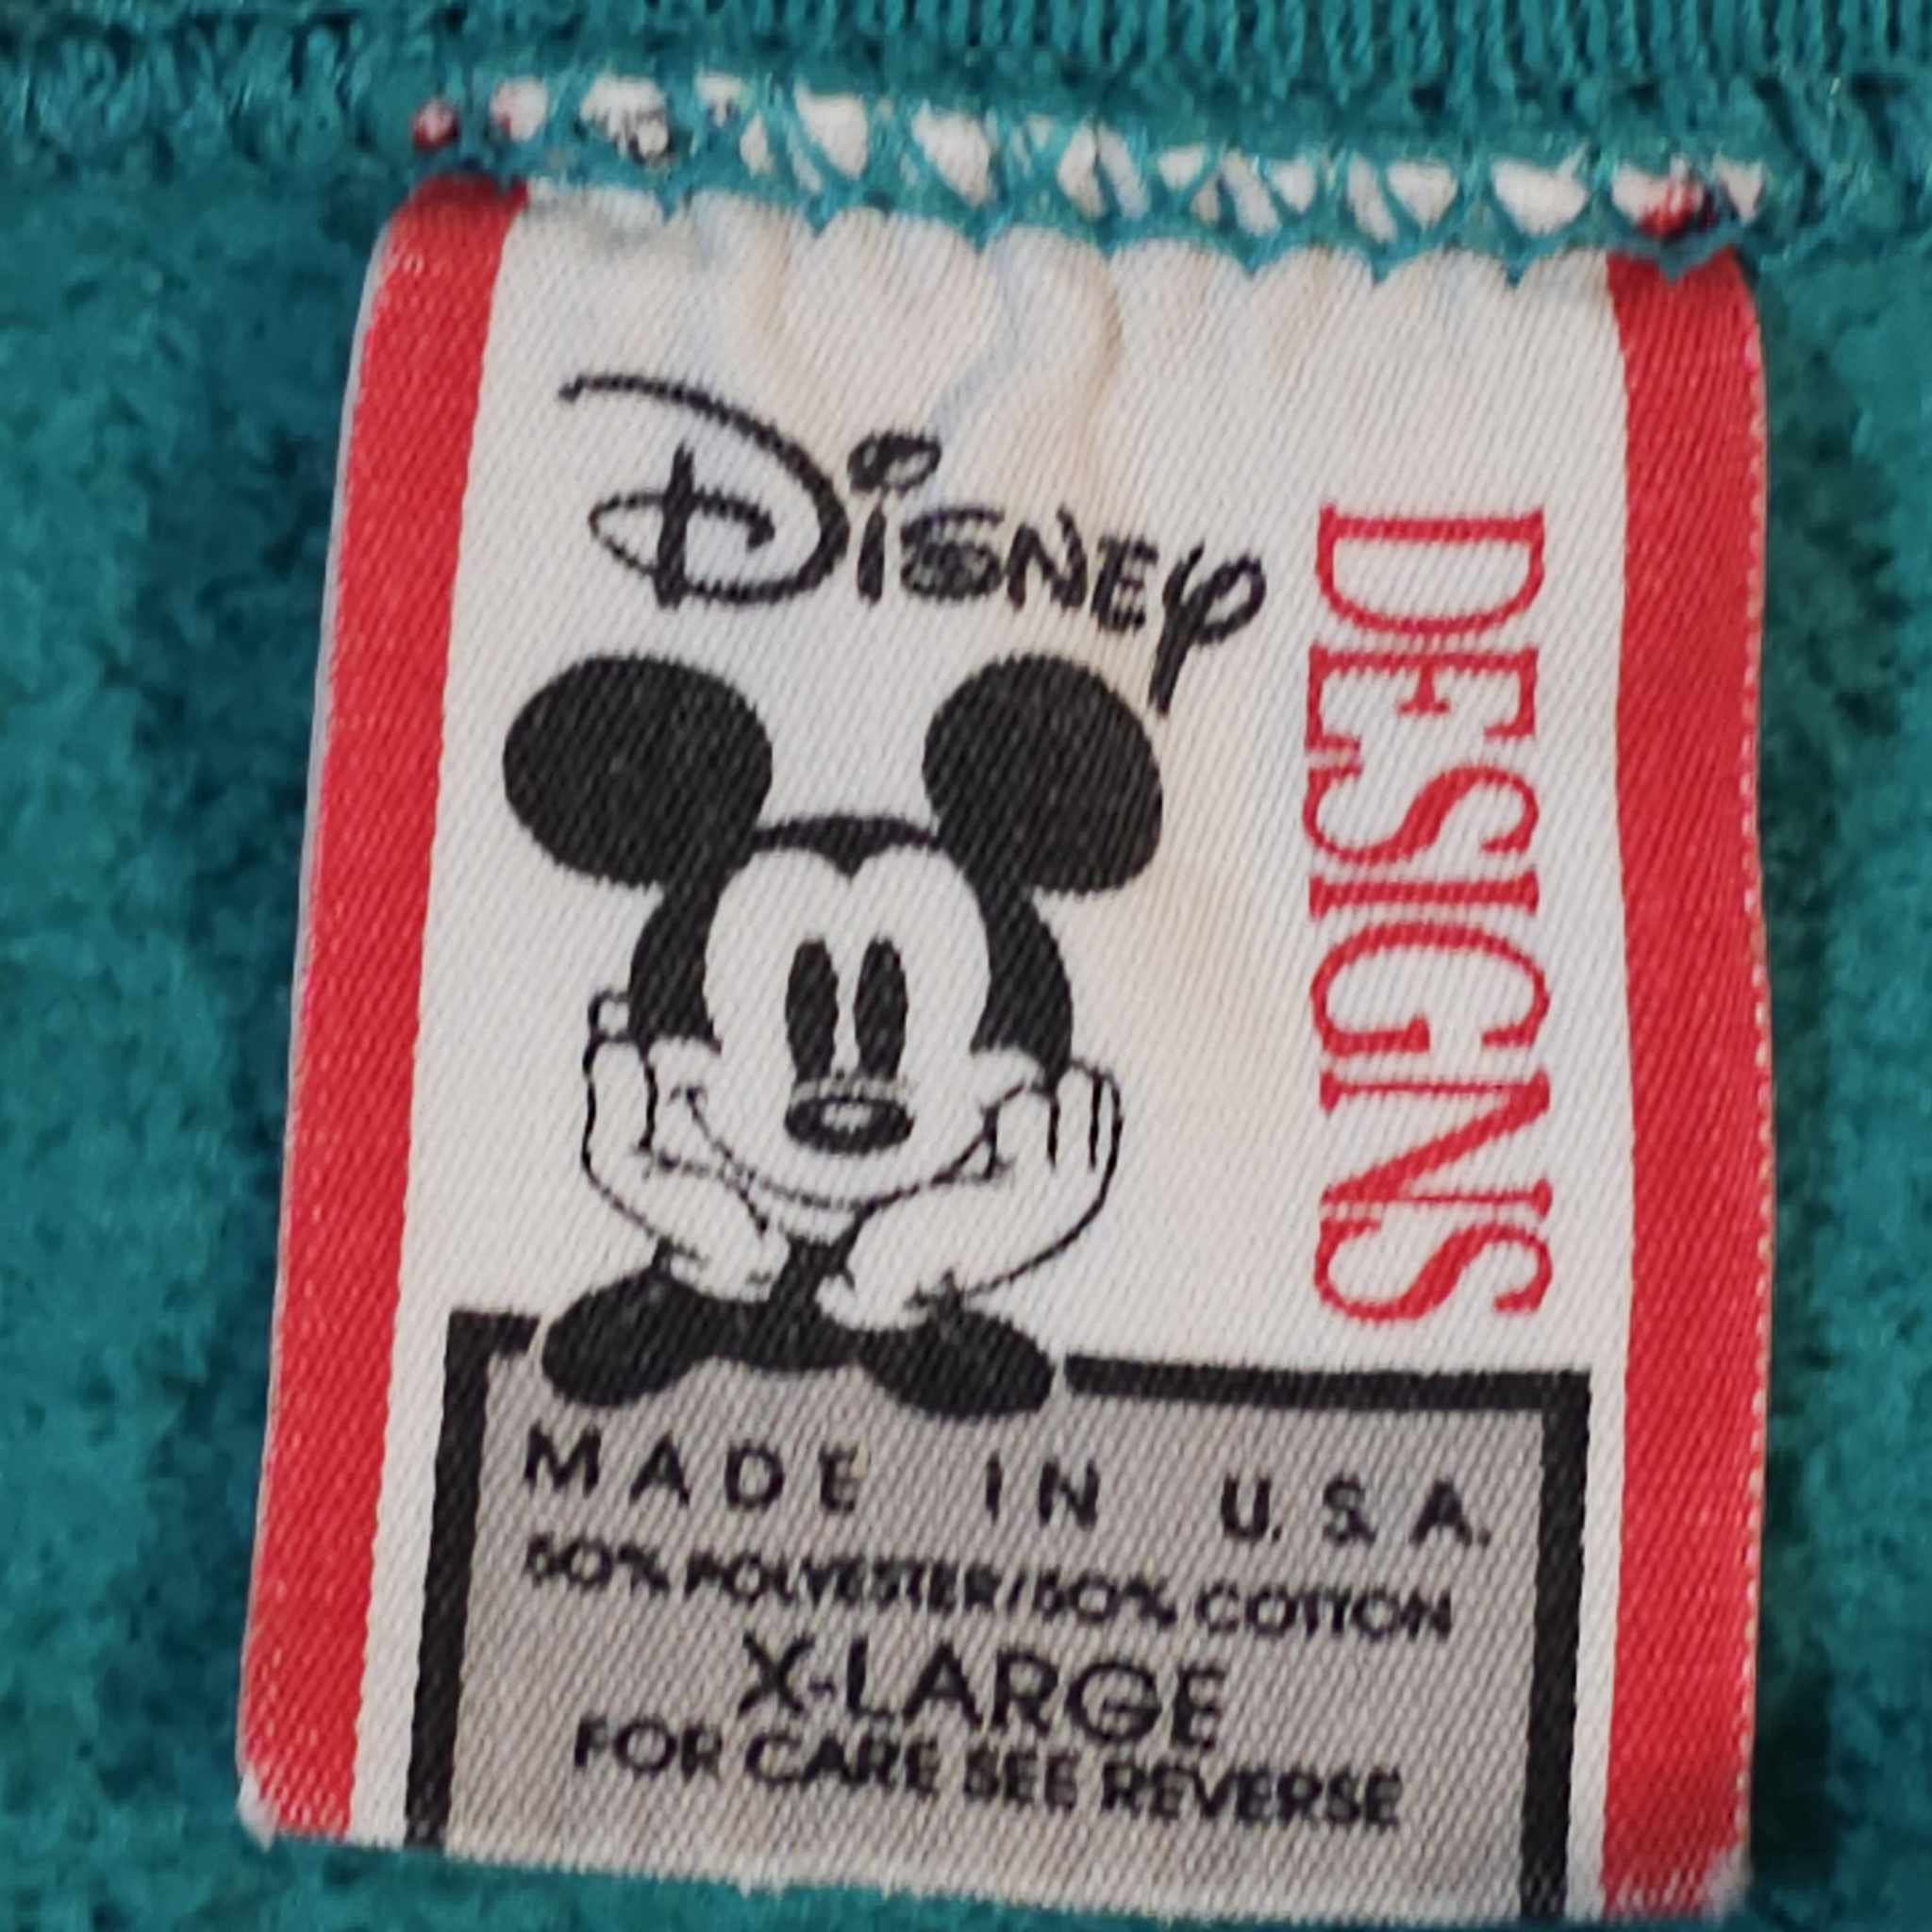 Disney
DESIGNS
MADE IN U.S.A.
50% POLYESTER/50% COTTON
X-LARGE
FOR CARE SEE REVERSE